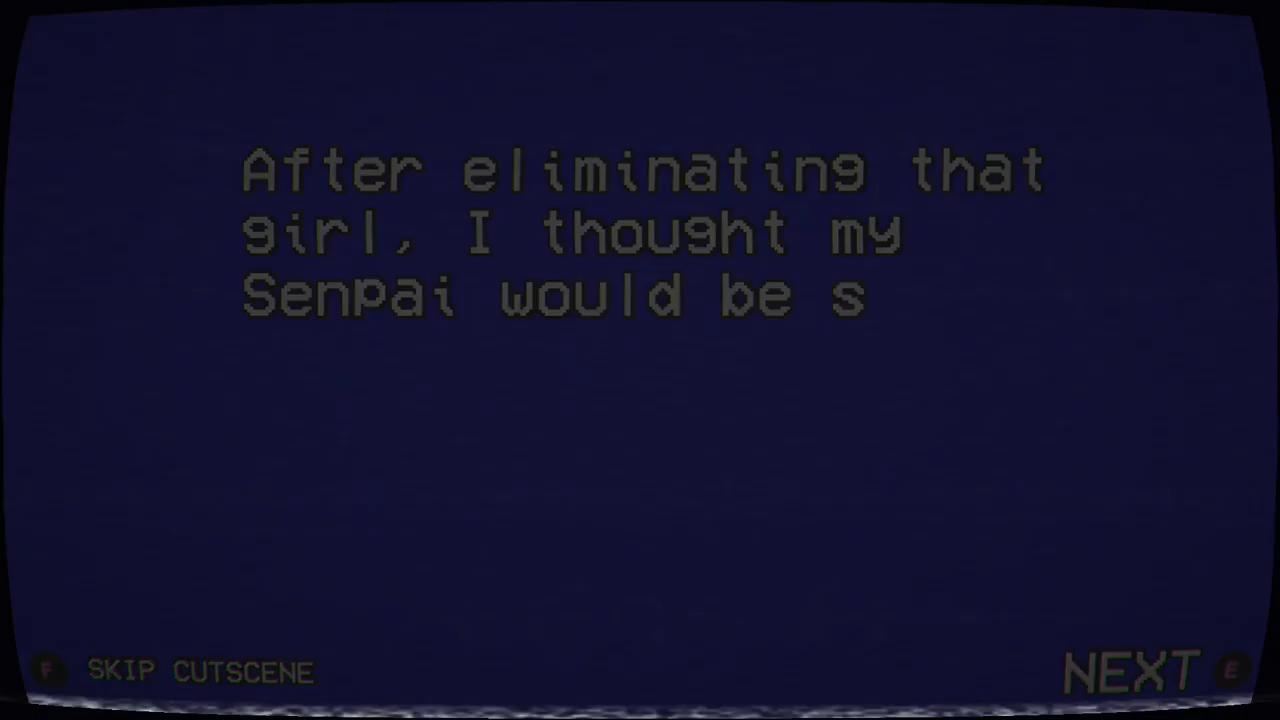 After eliminating that
girl, I thought my
Senpai would be s
F SKIP CUTSCENE
NEXT E